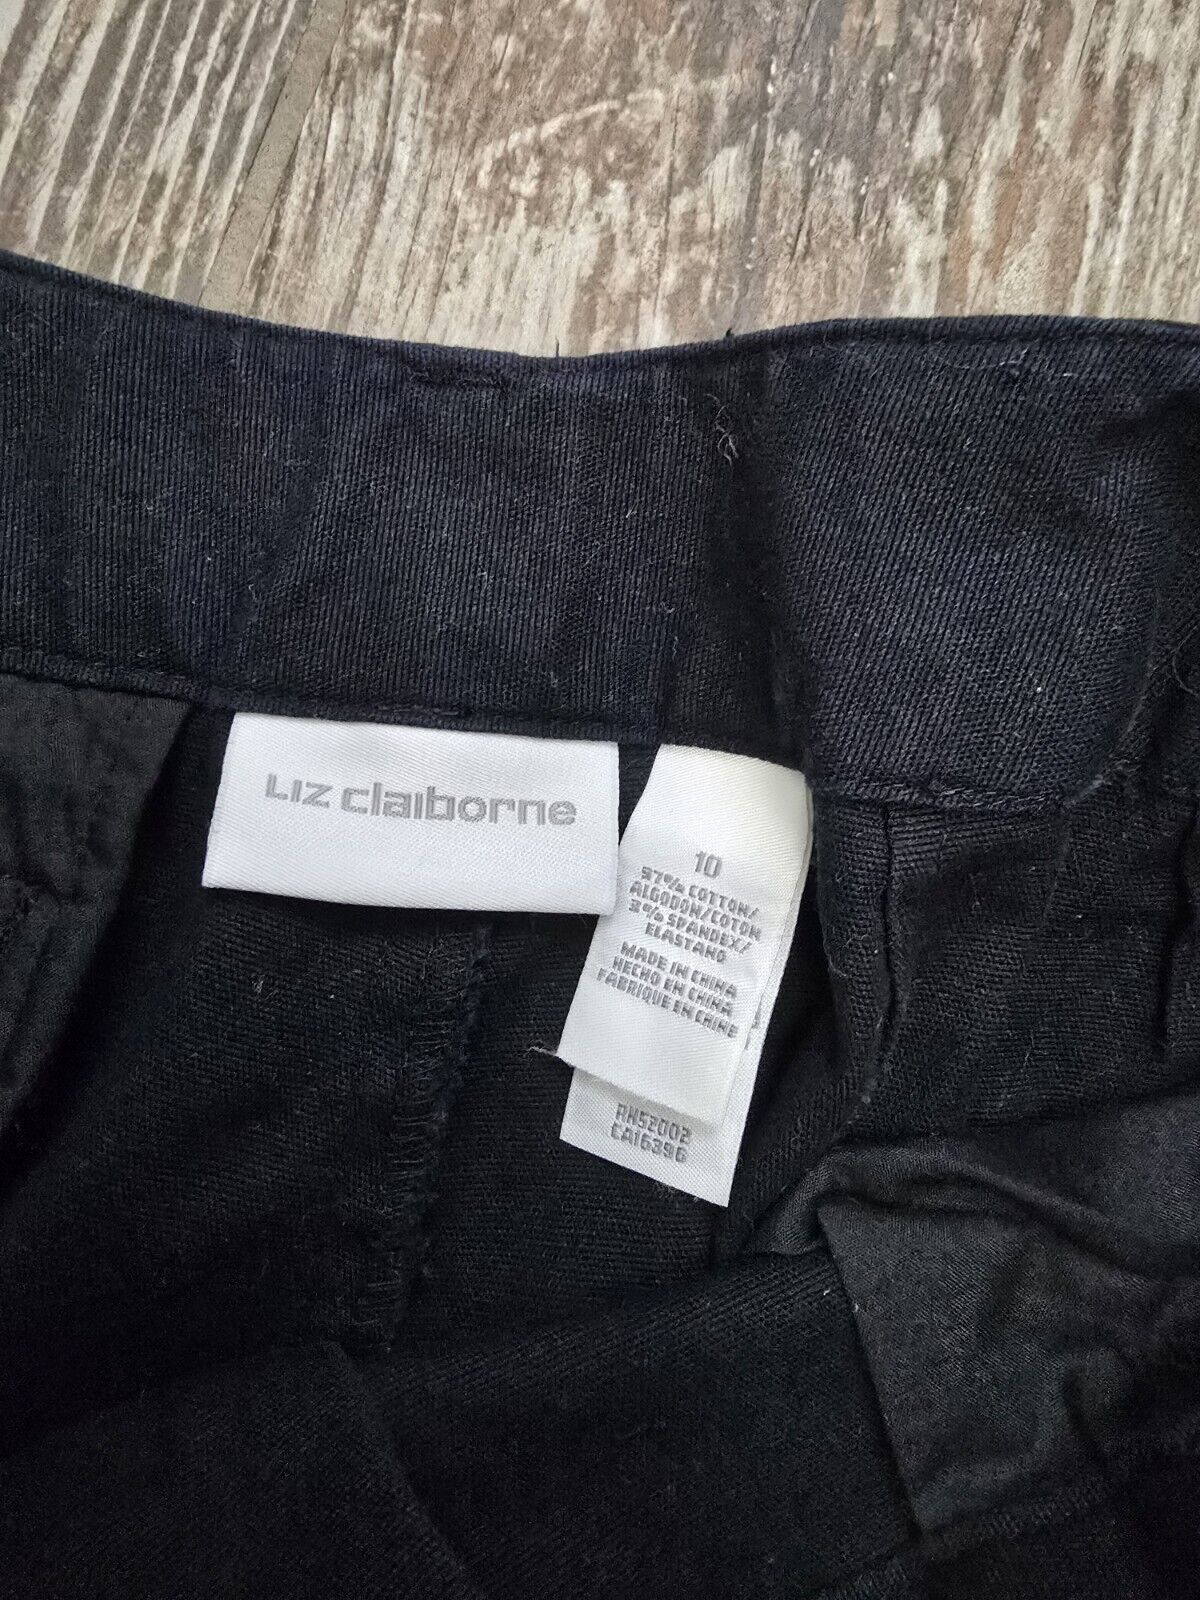 Liz claiborne
10
97% COTTON/
ALGODON/COTON
3% SPANDEX/
ELASTANO
MADE IN CHINA
HECHO EN CHINA
FABRIQUE EN CHINE
RN52002
CA16396